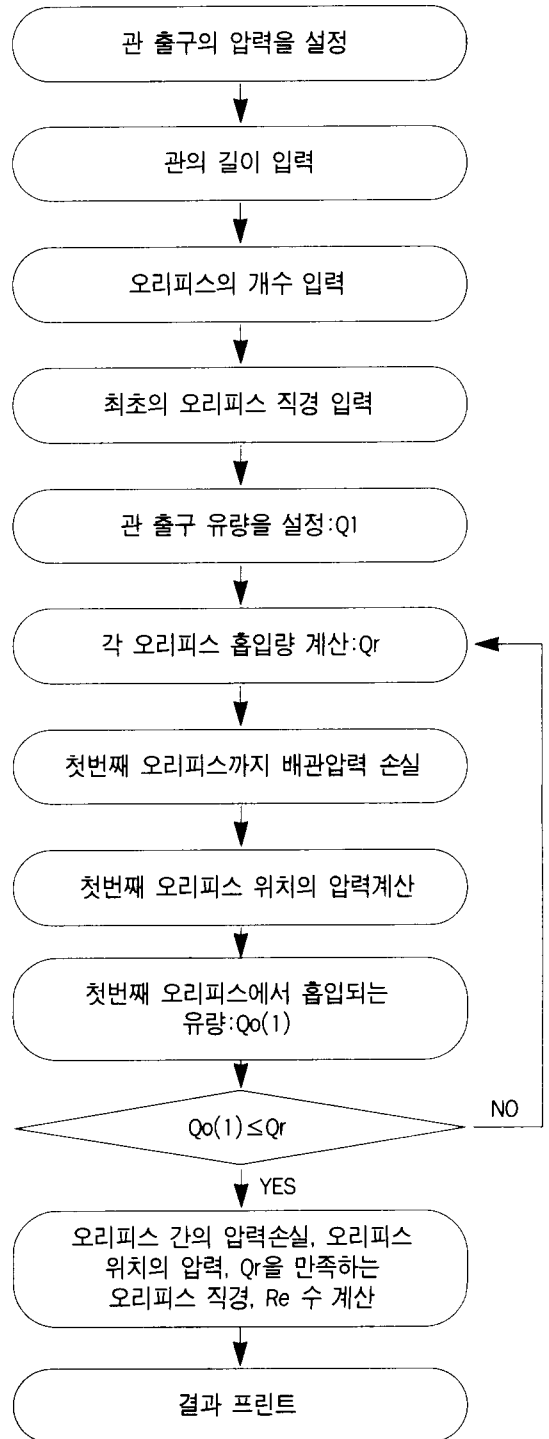 관 출구의 압력을 설정
관의 길이 입력
오리피스의 개수 입력
최초의 오리피스 직경 입력
관 출구 유량을 설정:Q1
각 오리피스 흡입량 계산:Qr
첫번째 오리피스까지 배관압력 손실
첫번째 오리피스 위치의 압력계산
첫번째 오리피스에서 흡입되는
유량:Qo(1)
Qo(1)≤Qr
NO
YES
오리피스 간의 압력손실, 오리피스
위치의 압력, Qr을 만족하는
오리피스 직경, Re 수 계산
결과 프린트